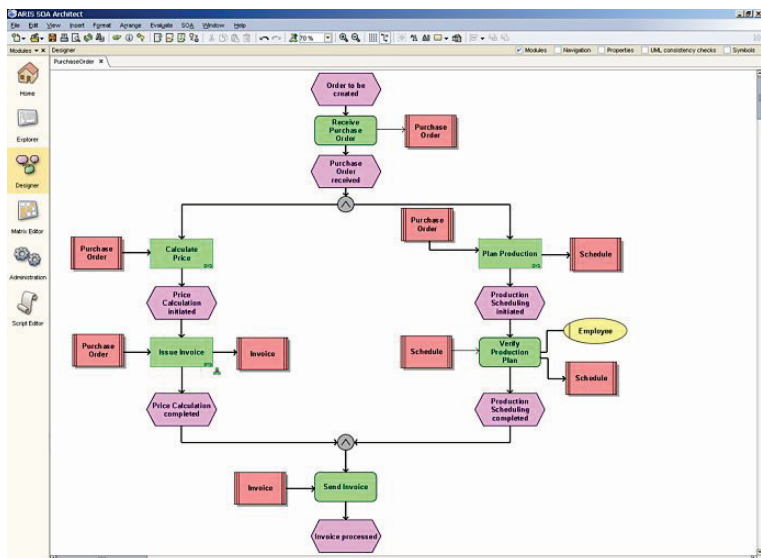 ARIS SOA Architect
File Edit View Insert Format Arrange Evaluate SOA Window Help
70 %
Modules
Designer
Modules Navigation Properties UML consistency checks Symbols
PurchaseOrder
Home
Explorer
Designer
Matrix Editor
Administration
Script Editor
Order to be
created
Receive
Purchase
Order
Purchase
Order
Purchase
Order
received
Purchase
Order
Calculate
Price
Purchase
Order
Plan Production
Schedule
Price
Calculation
initiated
Production
Scheduling
initiated
Purchase
Order
Issue Invoice
Invoice
Schedule
Verify
Production
Plan
Employee
Schedule
Price Calculation
completed
Production
Scheduling
completed
Invoice
Send Invoice
Invoice processed